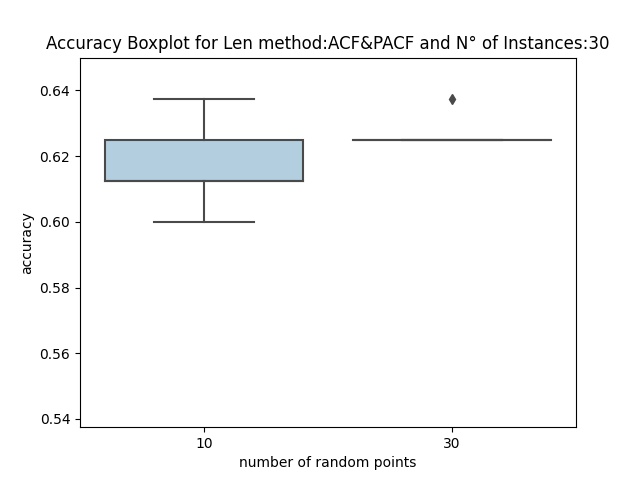 Accuracy Boxplot for Len method:ACF&PACF and N° of Instances:30
0.64
0.62
0.60
0.58
0.56
0.54
accuracy
10 30
number of random points